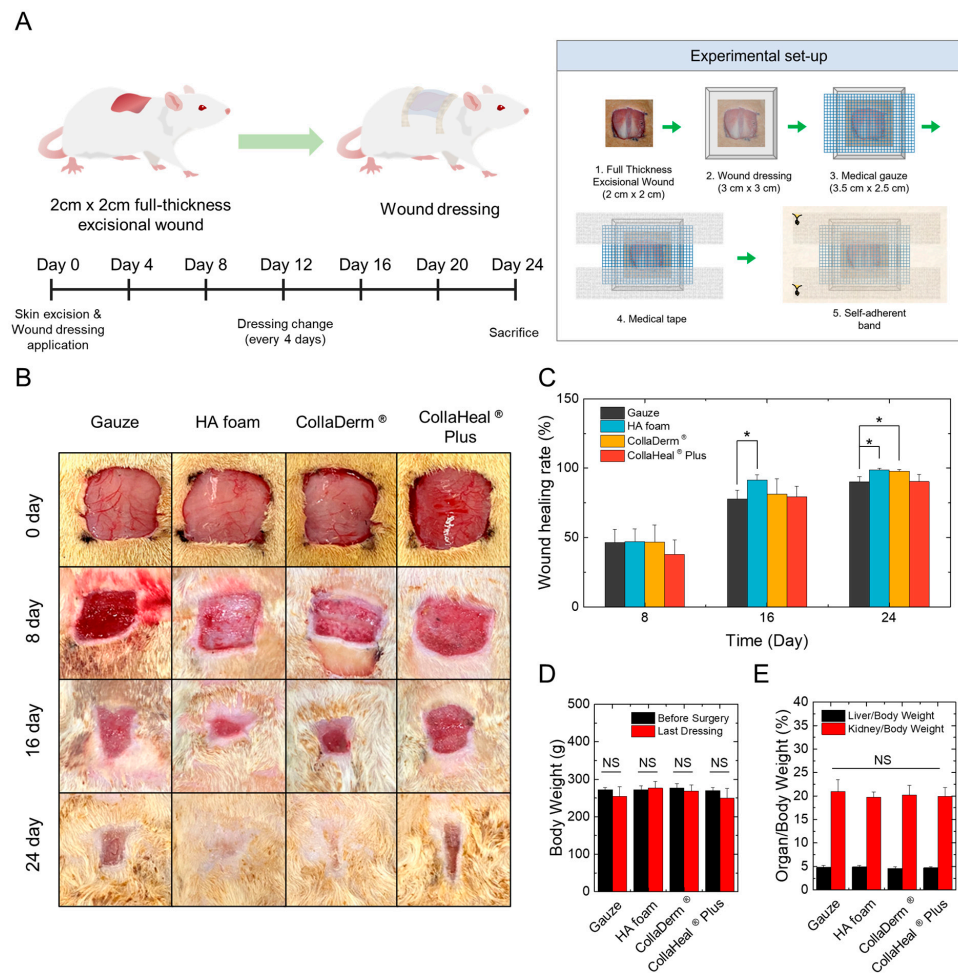 A
2cm x 2cm full-thickness
excisional wound
Wound dressing
Day 0 Day 4 Day 8 Day 12 Day 16 Day 20 Day 24
Skin excision &
Wound dressing
application
Dressing change
(every 4 days)
Sacrifice
Experimental set-up
1. Full Thickness
Excisional Wound
(2 cm x 2 cm)
2. Wound dressing
(3 cm x 3 cm)
3. Medical gauze
(3.5 cm x 2.5 cm)
4. Medical tape
5. Self-adherent
band
B
Gauze HA foam CollaDerm ® CollaHeal ® Plus
0 day
8 day
16 day
24 day
C
Wound healing rate (%)
150
100
50
0
Gauze
HA foam
CollaDerm ®
CollaHeal ® Plus
*
*
*
8 16 24
Time (Day)
D
Body Weight (g)
500
400
300
200
100
0
Before Surgery
Last Dressing
NS NS NS NS
Gauze
HA foam
CollaDerm ®
CollaHeal ® Plus
E
Organ/Body Weight (%)
40
35
30
25
20
15
10
5
0
Liver/Body Weight
Kidney/Body Weight
NS
Gauze
HA foam
CollaDerm ®
CollaHeal ® Plus